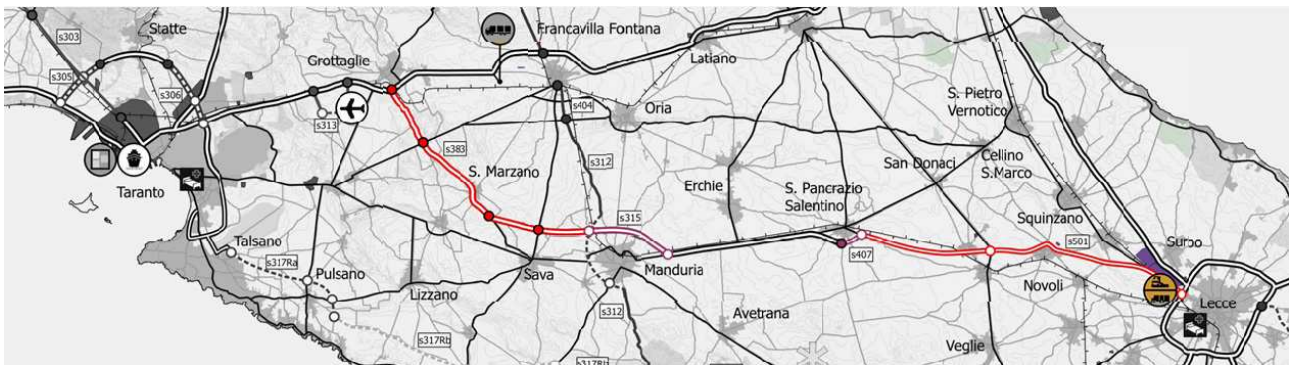 Statte
s303
s305
s306
Taranto
Grottaglie
s313
Francavilla Fontana
s404
Oria
Latiano
s383
s312
S. Marzano
Erchie
S. Pietro
Vernotico
San Donaci
Cellino
S.Marco
S. Pancrazio
Salentino
Squinzano
s315
s407
s501
Surbo
Talsano
s317Ra
Pulsano
Lizzano
Sava
Manduria
s312
Avetrana
Novoli
Lecce
Veglie
s317Rb
s317Rb